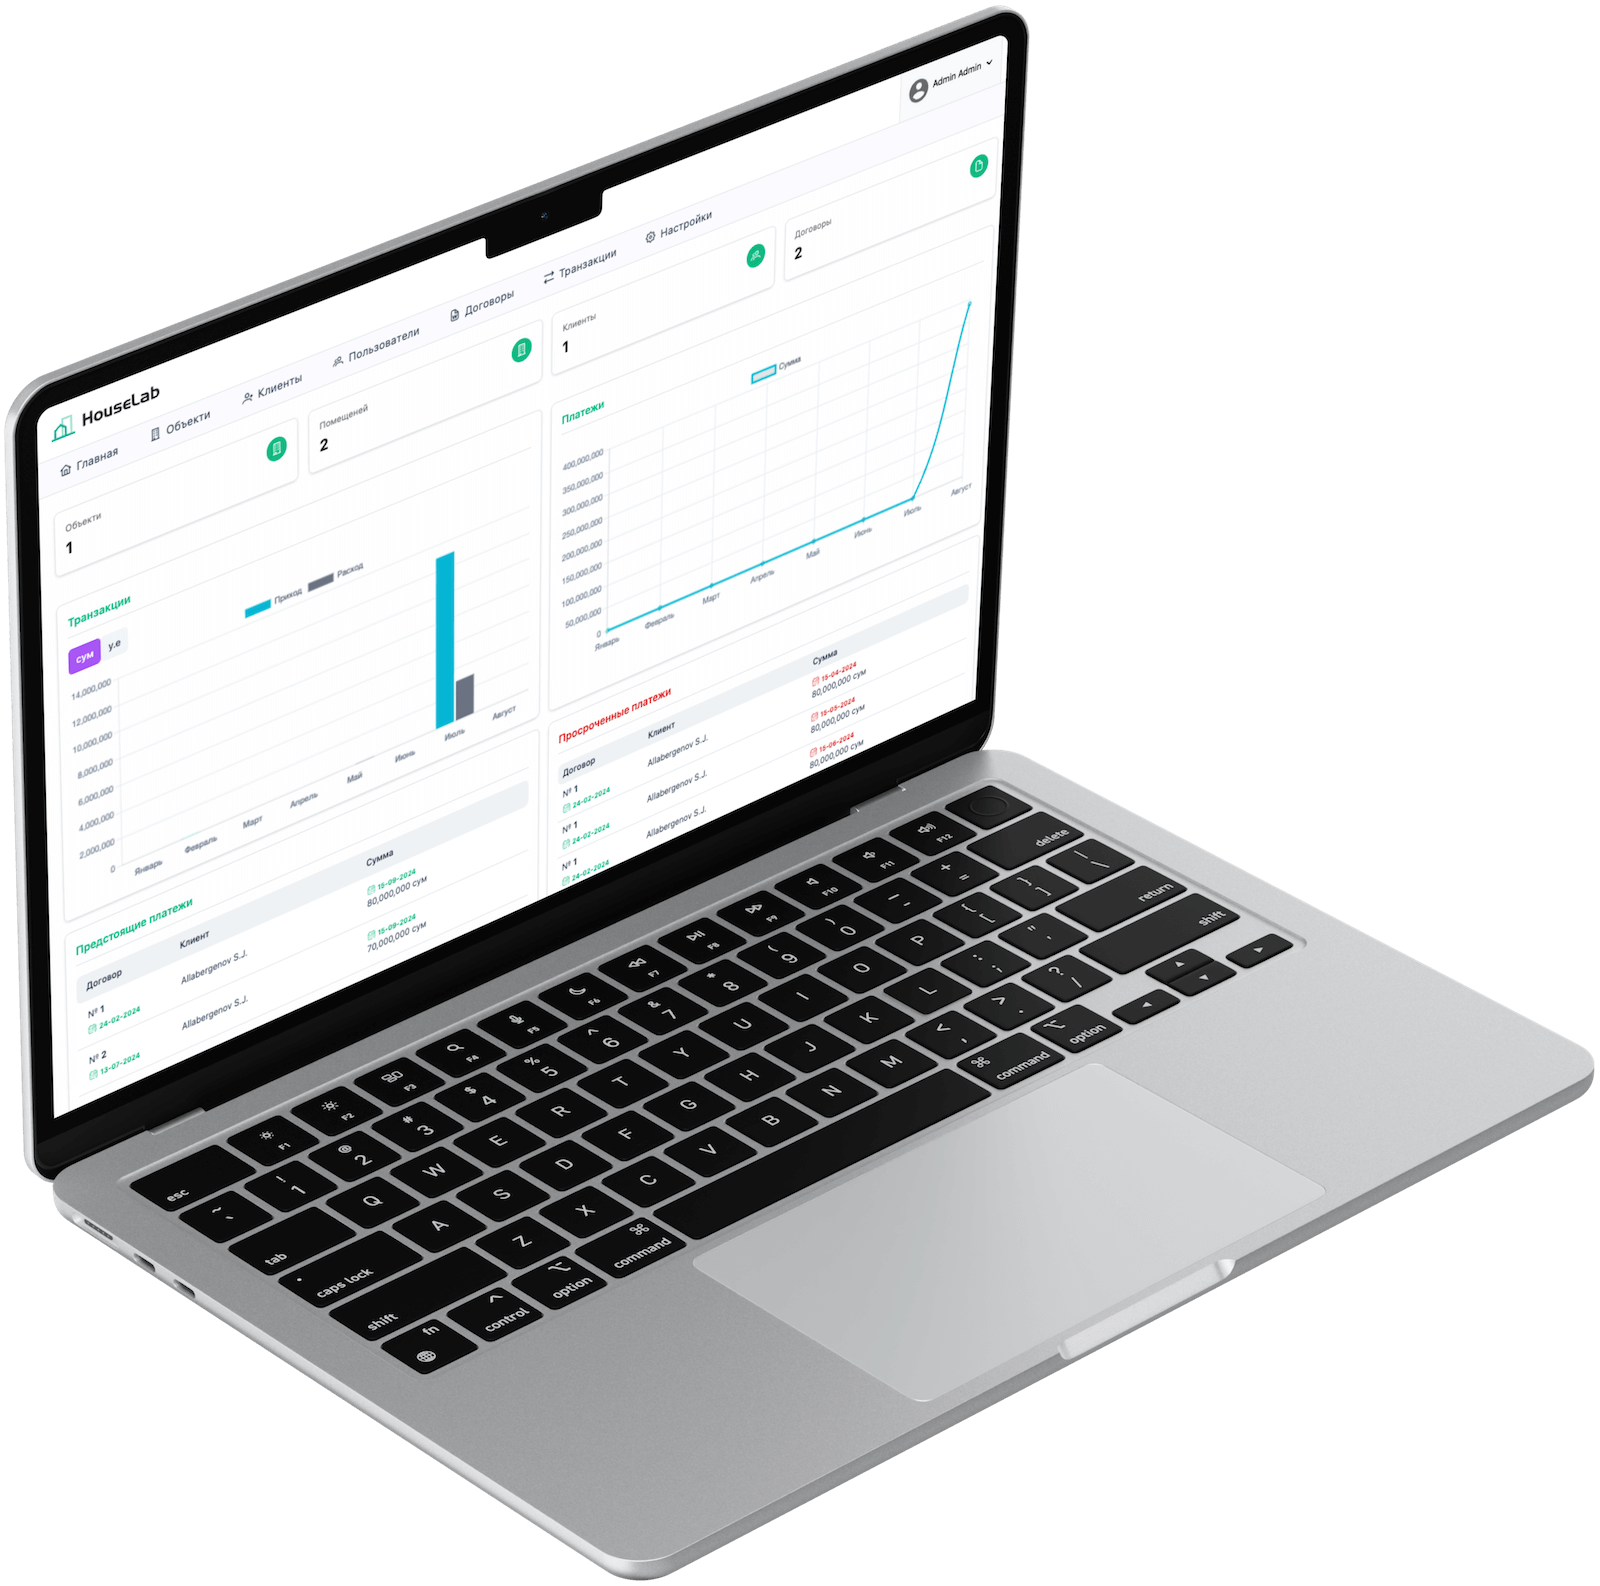 HouseLab
Admin Admin
Главная
Объекти
Клиенты
Пользователи
Договоры
Транзакции
Настройки
Объекти
1
Помещеней
2
Клиенты
1
Договоры
2
Транзакции
сум
у.е
Приход
Расход
14,000,000
12,000,000
10,000,000
8,000,000
6,000,000
4,000,000
2,000,000
0
Январь
Февраль
Март
Апрель
Май
Июнь
Июль
Август
Платежи
Сумма
400,000,000
350,000,000
300,000,000
250,000,000
200,000,000
150,000,000
100,000,000
50,000,000
0
Январь
Февраль
Март
Апрель
Май
Июнь
Июль
Август
Предстоящие платежи
Договор
Клиент
Сумма
№ 1
24-02-2024
Allabergenov S.J.
15-09-2024
80,000,000 сум
№ 2
13-07-2024
Allabergenov S.J.
15-09-2024
70,000,000 сум
Просроченные платежи
Договор
Клиент
Сумма
№ 1
24-02-2024
Allabergenov S.J.
15-04-2024
80,000,000 сум
№ 1
24-02-2024
Allabergenov S.J.
15-05-2024
80,000,000 сум
№ 1
24-02-2024
Allabergenov S.J.
15-06-2024
80,000,000 сум
esc F1 F2 F3 F4 F5 F6 F7 F8 F9 F10 F11 F12
~ ` ! 1 @ 2 # 3 $ 4 % 5 ^ 6 & 7 * 8 ( 9 ) 0 _ - + = delete
tab Q W E R T Y U I O P { [ } ] | \
caps lock A S D F G H J K L : ; " ' return
shift Z X C V B N M < , > . ? / shift
fn control option command command option